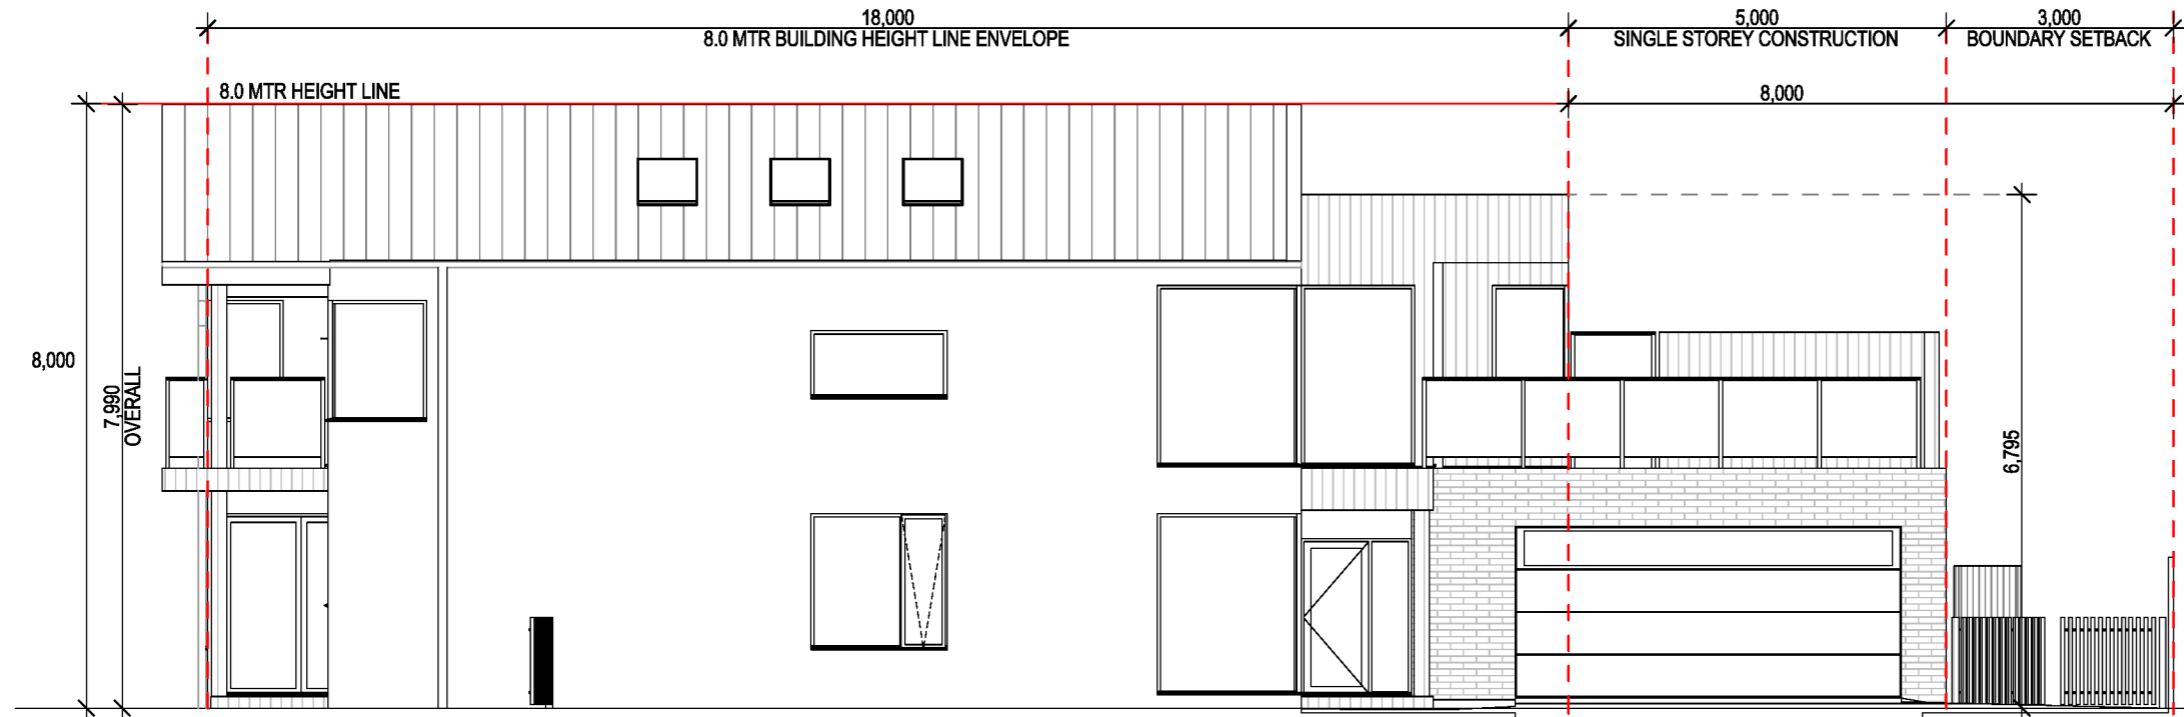 18,000
8.0 MTR BUILDING HEIGHT LINE ENVELOPE
5,000
SINGLE STOREY CONSTRUCTION
3,000
BOUNDARY SETBACK
8.0 MTR HEIGHT LINE
8,000
8,000
7,990
OVERALL
6,795